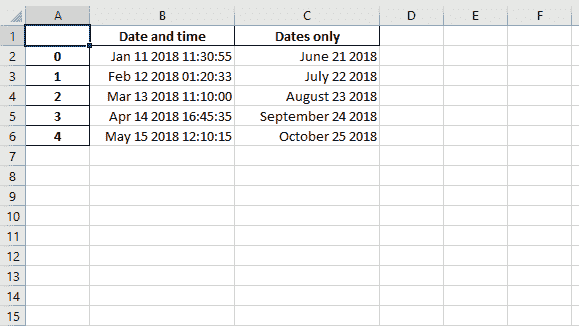 A B C D E F
1 Date and time Dates only
2 0 Jan 11 2018 11:30:55 June 21 2018
3 1 Feb 12 2018 01:20:33 July 22 2018
4 2 Mar 13 2018 11:10:00 August 23 2018
5 3 Apr 14 2018 16:45:35 September 24 2018
6 4 May 15 2018 12:10:15 October 25 2018
7
8
9
10
11
12
13
14
15